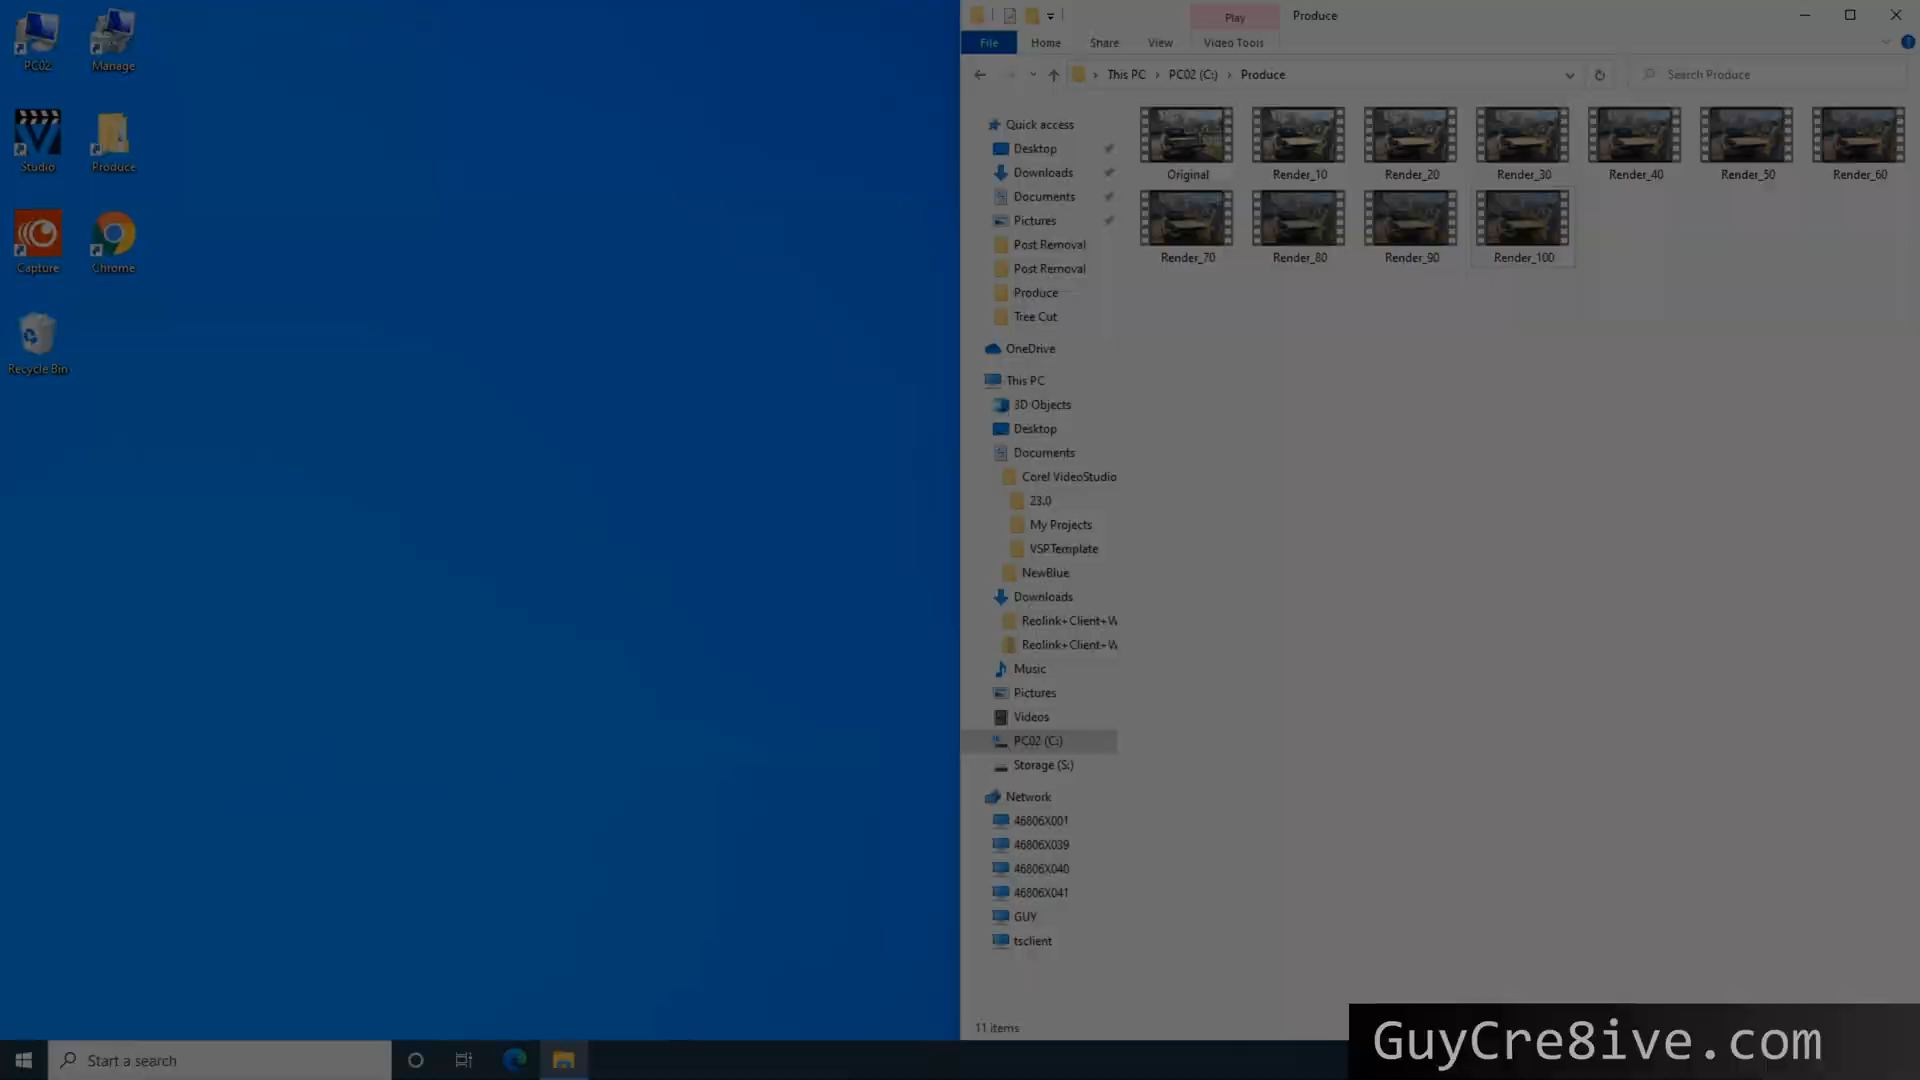 PC02
Manage
Studio
Produce
Capture
Chrome
Recycle Bin
Play
Produce
File
Home
Share
View
Video Tools
This PC
PC02 (C:)
Produce
Search Produce
Quick access
Desktop
Downloads
Documents
Pictures
Post Removal
Post Removal
Produce
Tree Cut
OneDrive
This PC
3D Objects
Desktop
Documents
Corel VideoStudio
23.0
My Projects
VSPTemplate
NewBlue
Downloads
Reolink+Client+W
Reolink+Client+W
Music
Pictures
Videos
PC02 (C:)
Storage (S:)
Network
46806X001
46806X039
46806X040
46806X041
GUY
tsclient
Original
Render_10
Render_20
Render_30
Render_40
Render_50
Render_60
Render_70
Render_80
Render_90
Render_100
11 items
Start a search
GuyCre8ive.com